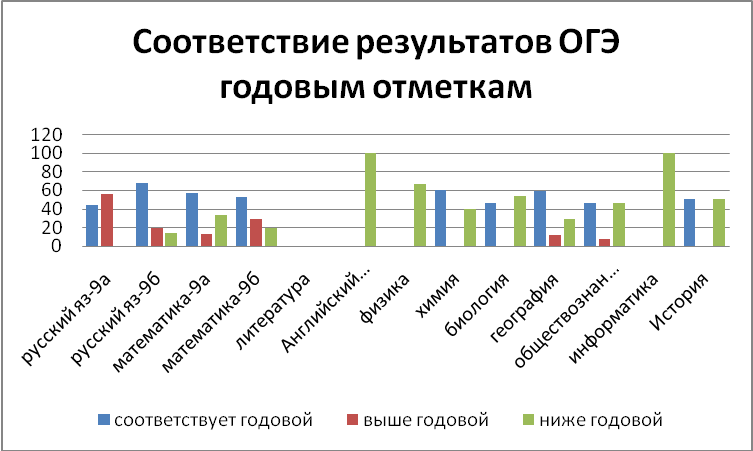 Соответствие результатов ОГЭ
годовым отметкам
120
100
80
60
40
20
0
русский яз-9а
русский яз-9б
математика-9а
математика-9б
литература
Английский...
физика
химия
биология
география
обществознан...
информатика
История
соответствует годовой
выше годовой
ниже годовой